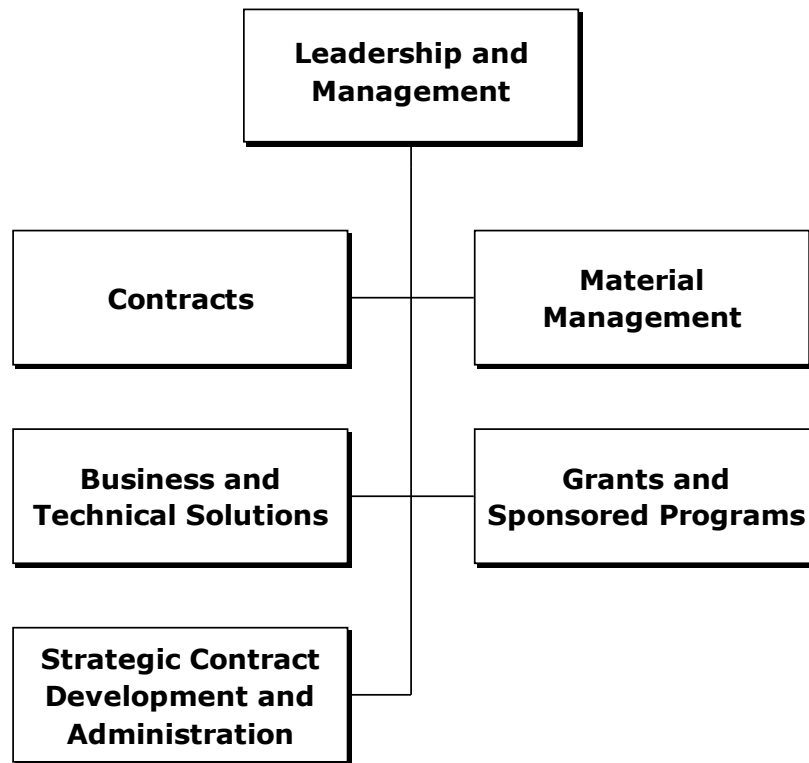 Leadership and
Management
Contracts
Material
Management
Business and
Technical Solutions
Grants and
Sponsored Programs
Strategic Contract
Development and
Administration